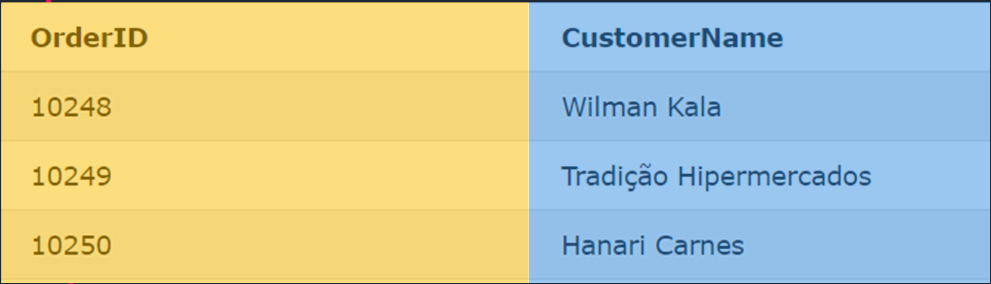 OrderID CustomerName
10248 Wilman Kala
10249 Tradição Hipermercados
10250 Hanari Carnes